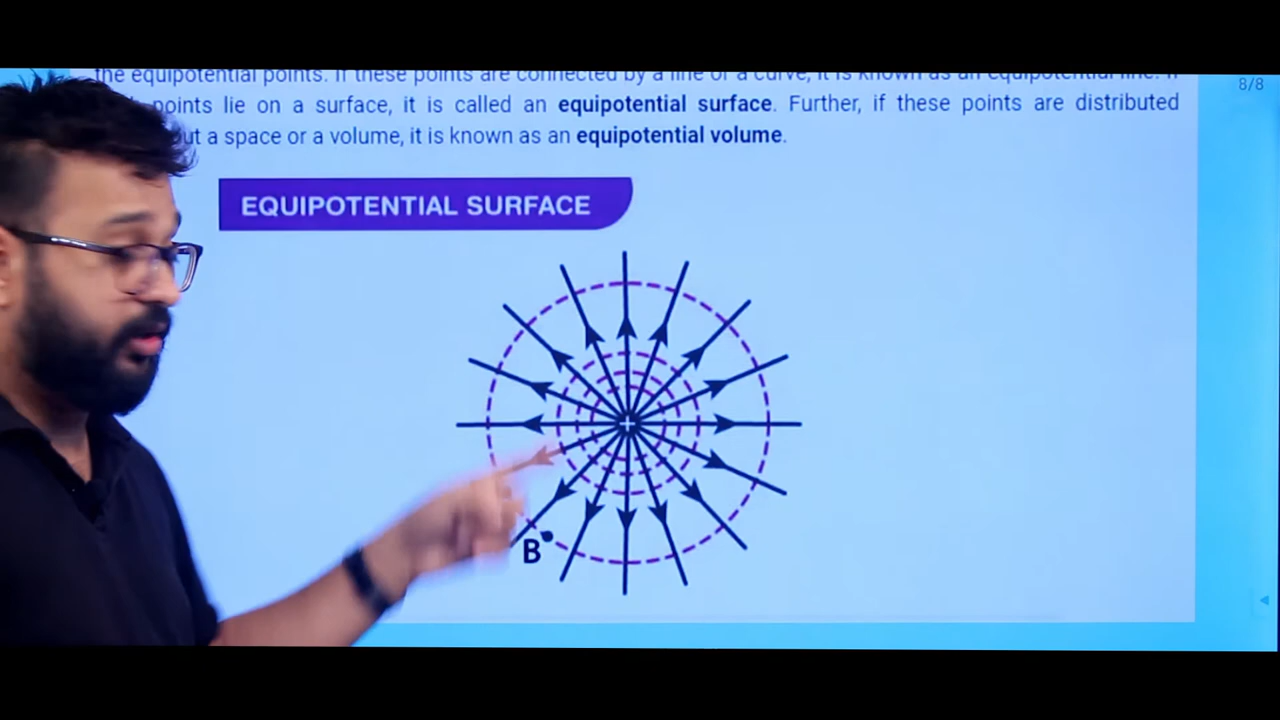 the equipotential points. If these points are connected by a line or a curve, it is known as an equipotential line. If
points lie on a surface, it is called an equipotential surface. Further, if these points are distributed
a space or a volume, it is known as an equipotential volume.
8/8
EQUIPOTENTIAL SURFACE
+
B